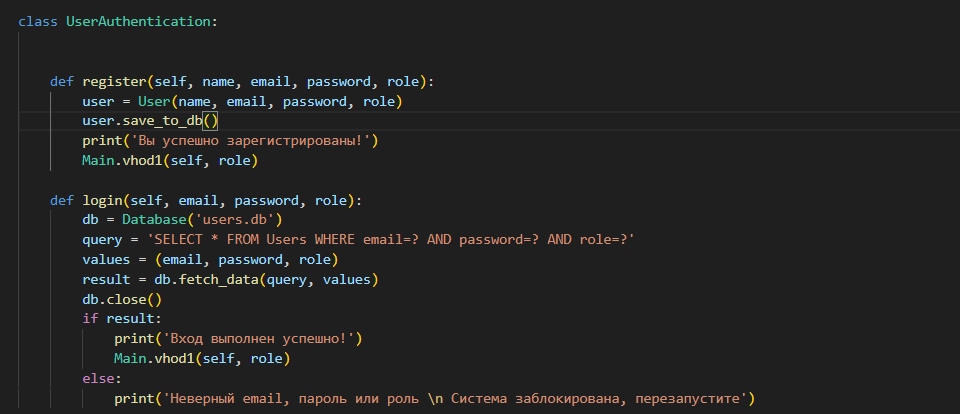 class UserAuthentication:
def register(self, name, email, password, role):
user = User(name, email, password, role)
user.save_to_db()
print('Вы успешно зарегистрированы!')
Main.vhod1(self, role)
def login(self, email, password, role):
db = Database('users.db')
query = 'SELECT * FROM Users WHERE email=? AND password=? AND role=?'
values = (email, password, role)
result = db.fetch_data(query, values)
db.close()
if result:
print('Вход выполнен успешно!')
Main.vhod1(self, role)
else:
print('Неверный email, пароль или роль \n Система заблокирована, перезапустите')